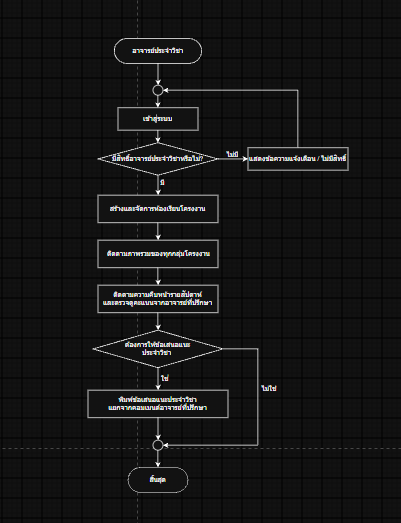 อาจารย์ประจำวิชา
เข้าสู่ระบบ
มีสิทธิ์อาจารย์ประจำวิชาหรือไม่?
ไม่มี
แสดงข้อความแจ้งเตือน / ไม่มีสิทธิ์
มี
สร้างและจัดการห้องเรียนโครงงาน
ติดตามภาพรวมของทุกกลุ่มโครงงาน
ติดตามความคืบหน้ารายสัปดาห์
และตรวจดูคะแนนจากอาจารย์ที่ปรึกษา
ต้องการให้ข้อเสนอแนะ
ประจำวิชา
ใช่
ไม่ใช่
พิมพ์ข้อเสนอแนะประจำวิชา
แยกจากคอมเมนต์อาจารย์ที่ปรึกษา
สิ้นสุด